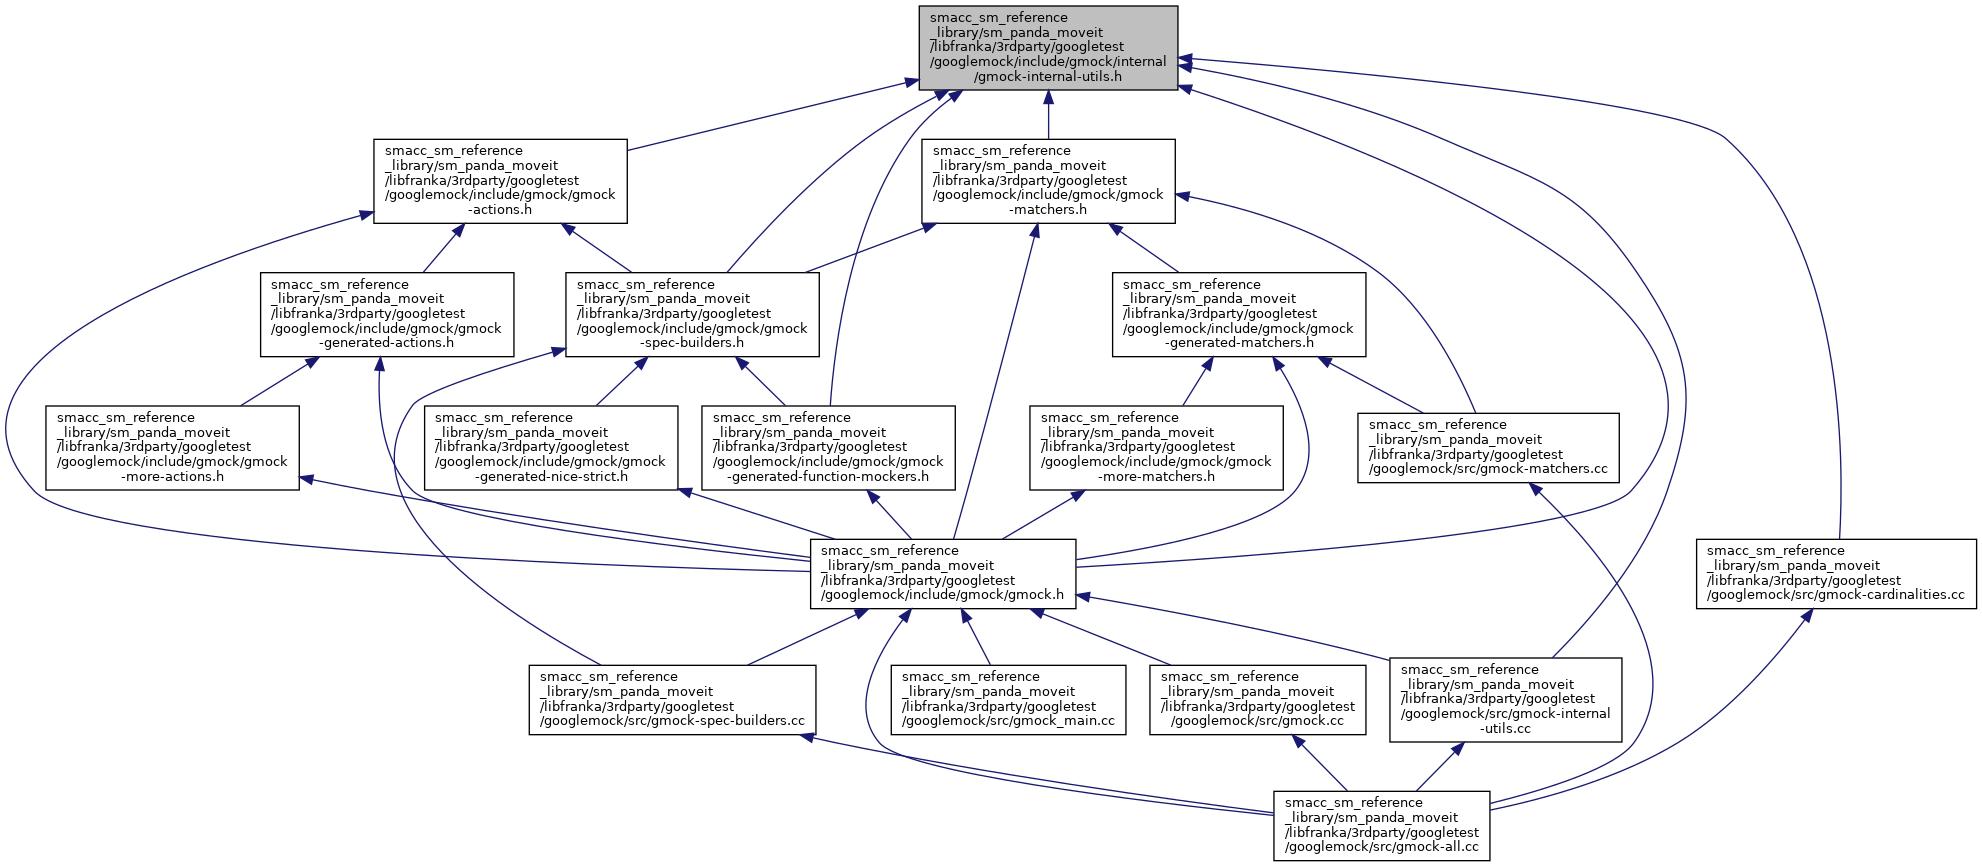 smacc_sm_reference
_library/sm_panda_moveit
/libfranka/3rdparty/googletest
/googlemock/include/gmock/internal
/gmock-internal-utils.h
smacc_sm_reference
_library/sm_panda_moveit
/libfranka/3rdparty/googletest
/googlemock/include/gmock/gmock
-actions.h
smacc_sm_reference
_library/sm_panda_moveit
/libfranka/3rdparty/googletest
/googlemock/include/gmock/gmock
-matchers.h
smacc_sm_reference
_library/sm_panda_moveit
/libfranka/3rdparty/googletest
/googlemock/include/gmock/gmock
-generated-actions.h
smacc_sm_reference
_library/sm_panda_moveit
/libfranka/3rdparty/googletest
/googlemock/include/gmock/gmock
-spec-builders.h
smacc_sm_reference
_library/sm_panda_moveit
/libfranka/3rdparty/googletest
/googlemock/include/gmock/gmock
-generated-matchers.h
smacc_sm_reference
_library/sm_panda_moveit
/libfranka/3rdparty/googletest
/googlemock/include/gmock/gmock
-more-actions.h
smacc_sm_reference
_library/sm_panda_moveit
/libfranka/3rdparty/googletest
/googlemock/include/gmock/gmock
-generated-nice-strict.h
smacc_sm_reference
_library/sm_panda_moveit
/libfranka/3rdparty/googletest
/googlemock/include/gmock/gmock
-generated-function-mockers.h
smacc_sm_reference
_library/sm_panda_moveit
/libfranka/3rdparty/googletest
/googlemock/include/gmock/gmock
-more-matchers.h
smacc_sm_reference
_library/sm_panda_moveit
/libfranka/3rdparty/googletest
/googlemock/src/gmock-matchers.cc
smacc_sm_reference
_library/sm_panda_moveit
/libfranka/3rdparty/googletest
/googlemock/include/gmock/gmock.h
smacc_sm_reference
_library/sm_panda_moveit
/libfranka/3rdparty/googletest
/googlemock/src/gmock-cardinalities.cc
smacc_sm_reference
_library/sm_panda_moveit
/libfranka/3rdparty/googletest
/googlemock/src/gmock-spec-builders.cc
smacc_sm_reference
_library/sm_panda_moveit
/libfranka/3rdparty/googletest
/googlemock/src/gmock_main.cc
smacc_sm_reference
_library/sm_panda_moveit
/libfranka/3rdparty/googletest
/googlemock/src/gmock.cc
smacc_sm_reference
_library/sm_panda_moveit
/libfranka/3rdparty/googletest
/googlemock/src/gmock-internal
-utils.cc
smacc_sm_reference
_library/sm_panda_moveit
/libfranka/3rdparty/googletest
/googlemock/src/gmock-all.cc